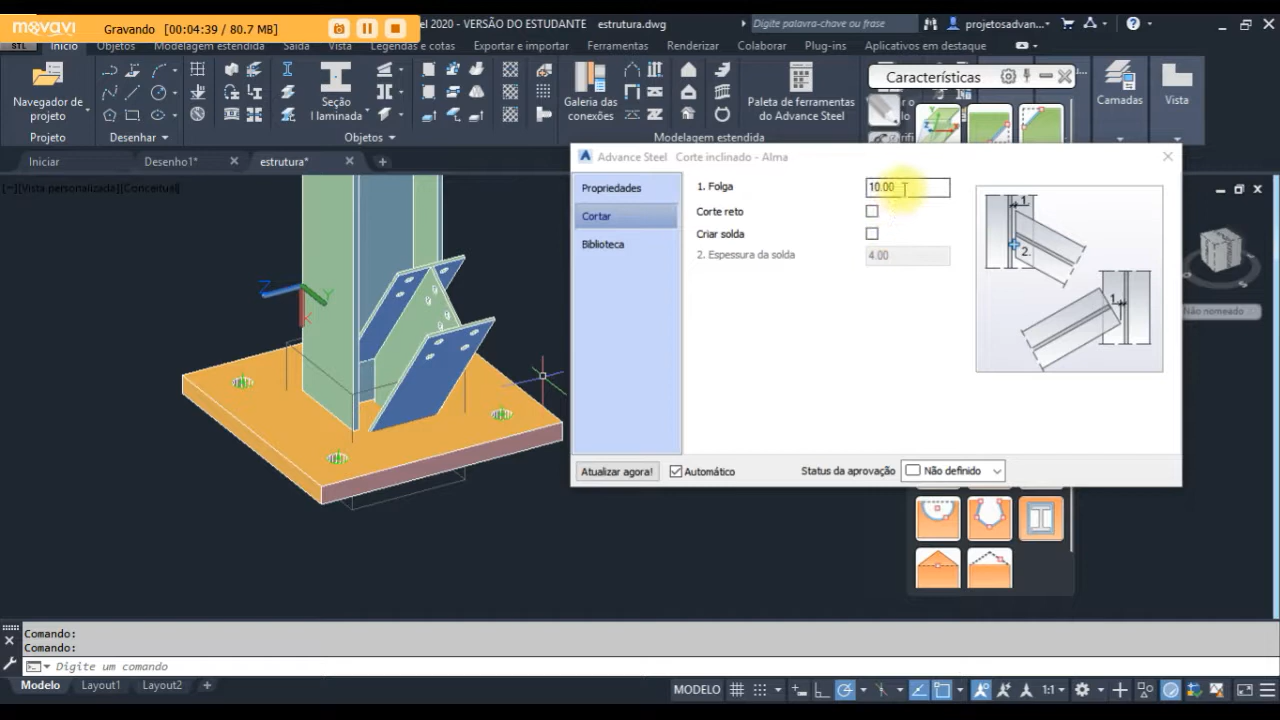 movavi
Gravando [00:04:39 / 80.7 MB]
el 2020 - VERSÃO DO ESTUDANTE estrutura.dwg
Digite palavra-chave ou frase
projetosadvan...
STL
Início Objetos Modelagem estendida Saída Vista Legendas e cotas Exportar e importar Ferramentas Renderizar Colaborar Plug-ins Aplicativos em destaque
Navegador de projeto
Projeto
Desenhar
Seção I laminada
Objetos
Galeria das conexões
Modelagem estendida
Paleta de ferramentas do Advance Steel
Características
Camadas
Vista
Iniciar Desenho1* estrutura*
[−][Vista personalizada][Conceitual]
Advance Steel Corte inclinado - Alma
Propriedades
Cortar
Biblioteca
1. Folga 10.00
Corte reto
Criar solda
2. Espessura da solda 4.00
1.
2.
1.
Z
Y
X
Não nomeado
Atualizar agora! Automático Status da aprovação Não definido
Comando:
Comando:
Digite um comando
Modelo Layout1 Layout2 +
MODELO
1:1